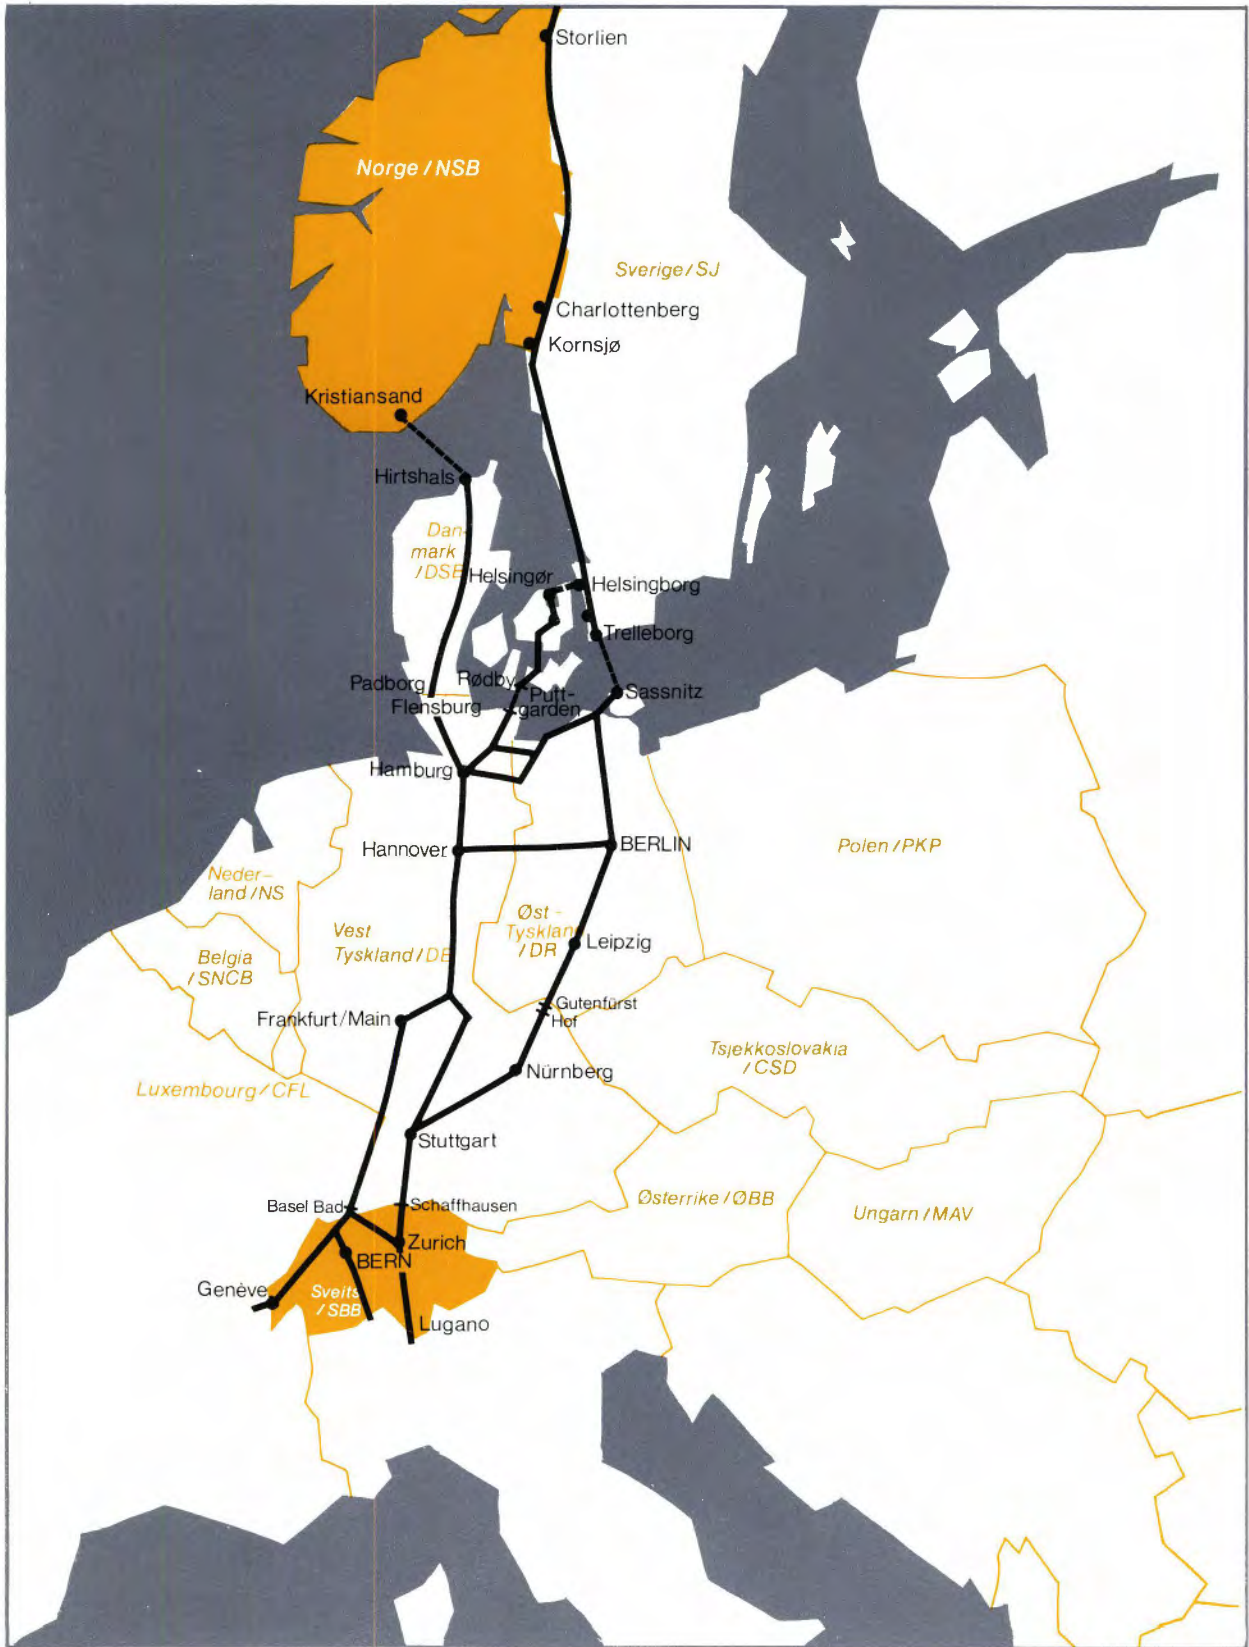 Storlien
Norge / NSB
Sverige / SJ
Charlottenberg
Kornsjø
Kristiansand
Hirtshals
Dan-
mark
/ DSB
Helsingør
Helsingborg
Trelleborg
Padborg
Rødby
Putt-
garden
Sassnitz
Flensburg
Hamburg
Hannover
BERLIN
Polen / PKP
Neder-
land / NS
Vest
Tyskland / DB
Øst-
Tyskland
/ DR
Belgia
/ SNCB
Leipzig
Gutenfürst
Hof
Frankfurt/Main
Tsjekkoslovakia
/ CSD
Nürnberg
Luxembourg / CFL
Stuttgart
Basel Bad
Schaffhausen
Østerrike / ØBB
Ungarn / MAV
Zurich
BERN
Genève
Sveits
/ SBB
Lugano